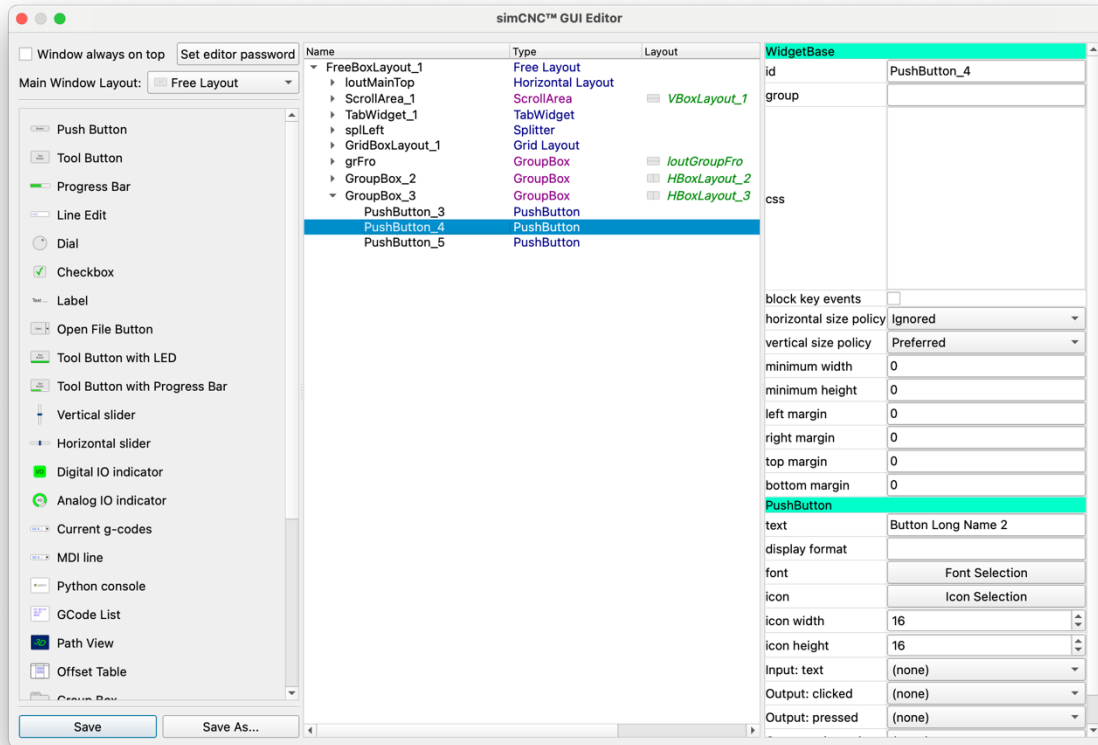 simCNC™ GUI Editor
Window always on top
Set editor password
Main Window Layout:
Free Layout
Push Button
Tool Button
Progress Bar
Line Edit
Dial
Checkbox
Label
Open File Button
Tool Button with LED
Tool Button with Progress Bar
Vertical slider
Horizontal slider
Digital IO indicator
Analog IO indicator
Current g-codes
MDI line
Python console
GCode List
Path View
Offset Table
Group Box
Save
Save As...
Name Type Layout
FreeBoxLayout_1 Free Layout
loutMainTop Horizontal Layout
ScrollArea_1 ScrollArea VBoxLayout_1
TabWidget_1 TabWidget
splLeft Splitter
GridBoxLayout_1 Grid Layout
grFro GroupBox loutGroupFro
GroupBox_2 GroupBox HBoxLayout_2
GroupBox_3 GroupBox HBoxLayout_3
PushButton_3 PushButton
PushButton_4 PushButton
PushButton_5 PushButton
WidgetBase
id PushButton_4
group
css
block key events
horizontal size policy Ignored
vertical size policy Preferred
minimum width 0
minimum height 0
left margin 0
right margin 0
top margin 0
bottom margin 0
PushButton
text Button Long Name 2
display format
font Font Selection
icon Icon Selection
icon width 16
icon height 16
Input: text (none)
Output: clicked (none)
Output: pressed (none)